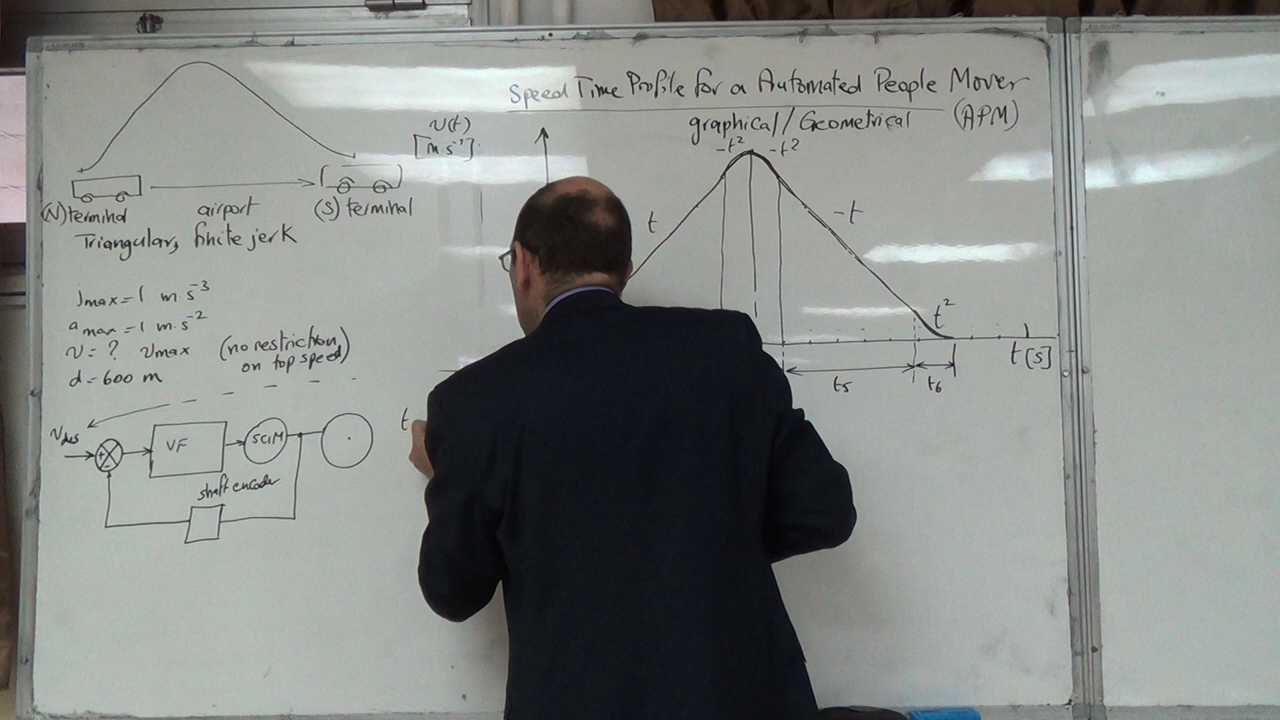 Speed Time Profile for a Automated People Mover
graphical/Geometrical (APM)
v(t)
[m s⁻¹]
-t² -t²
t
-t
t²
t[s]
t₅ t₆
t
(N) terminal airport (S) terminal
Triangular, finite jerk
jmax = 1 m s⁻³
amax = 1 m·s⁻²
v = ? vmax (no restriction
on top speed)
d = 600 m
vdes
+
-
VF
SCIM
shaft encoder